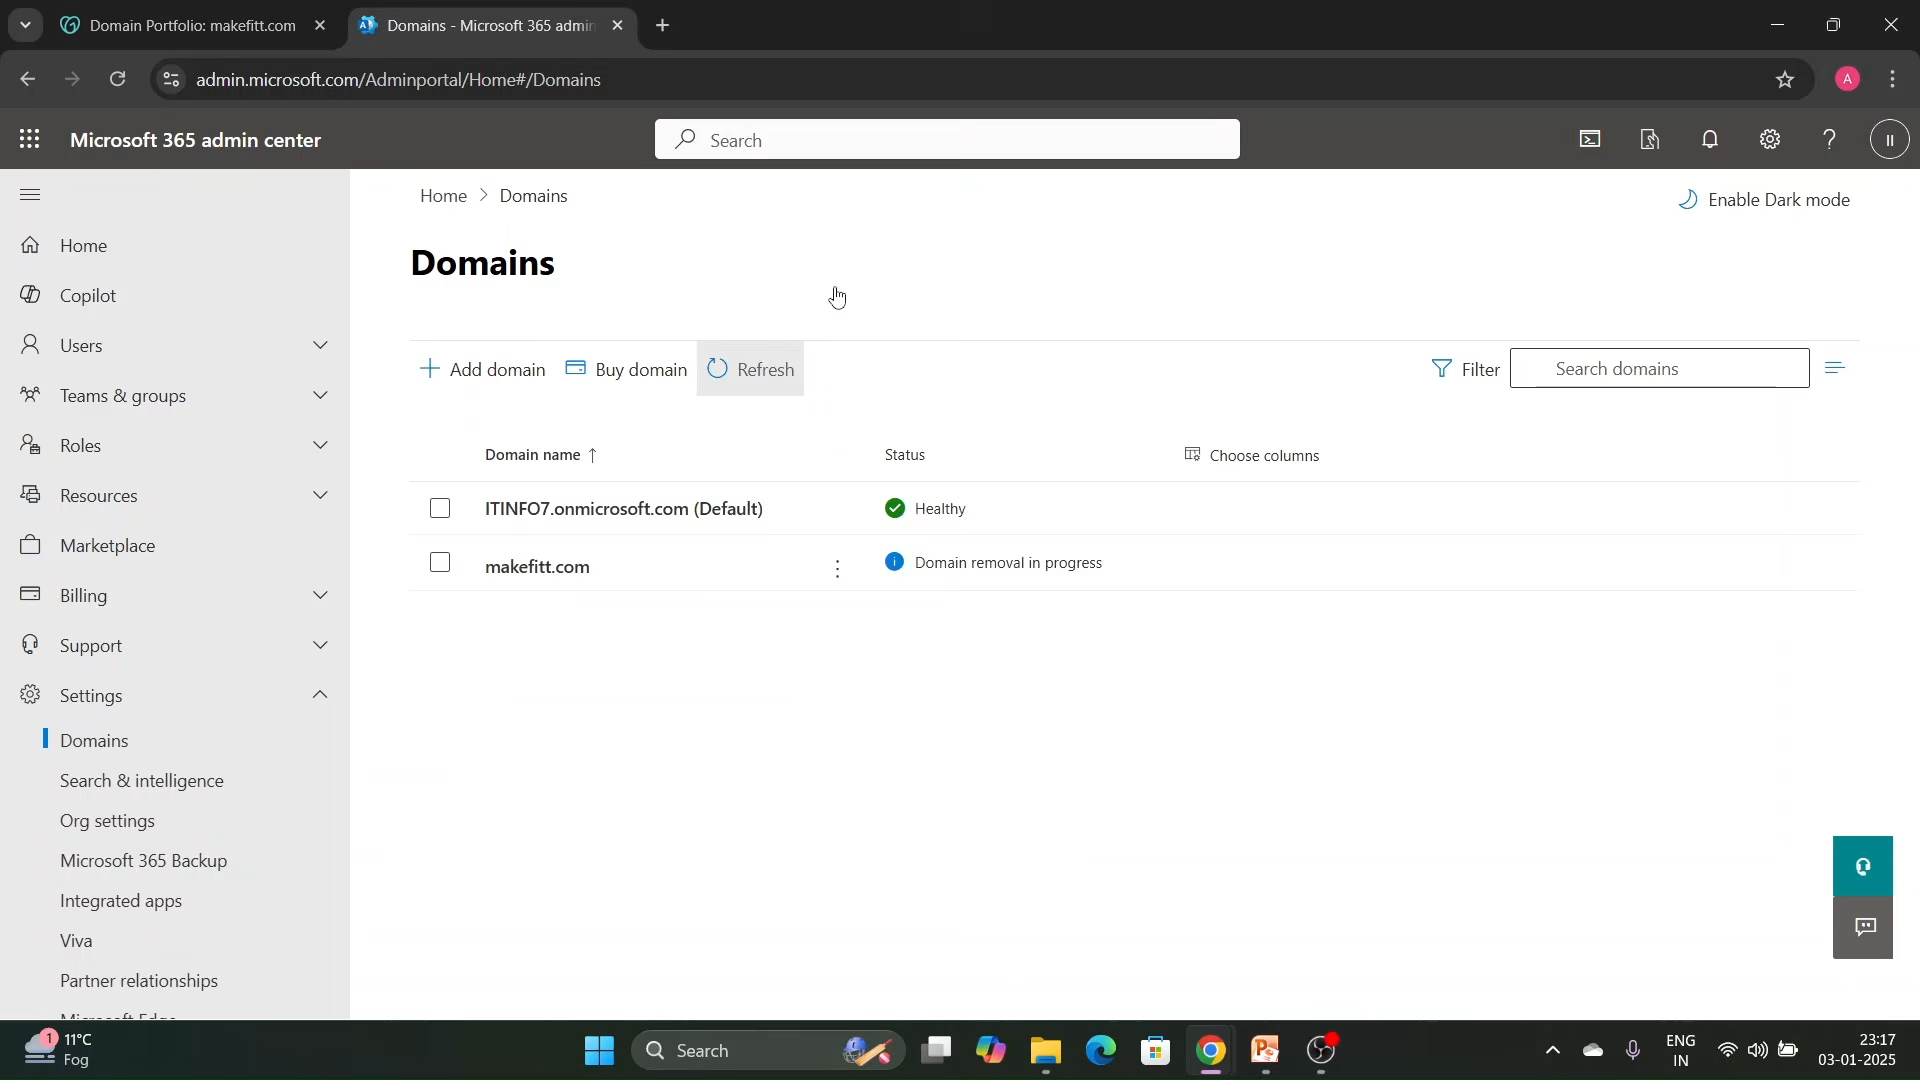 Domain Portfolio: makefitt.com
Domains - Microsoft 365 admin
admin.microsoft.com/Adminportal/Home#/Domains
A
Microsoft 365 admin center
Search
II
Home > Domains
Enable Dark mode
Domains
Home
Copilot
Users
Teams & groups
Roles
Resources
Marketplace
Billing
Support
Settings
Domains
Search & intelligence
Org settings
Microsoft 365 Backup
Integrated apps
Viva
Partner relationships
Add domain
Buy domain
Refresh
Filter
Search domains
Domain name ↑
Status
Choose columns
ITINFO7.onmicrosoft.com (Default)
Healthy
makefitt.com
Domain removal in progress
1
11°C
Fog
Search
ENG
IN
23:17
03-01-2025